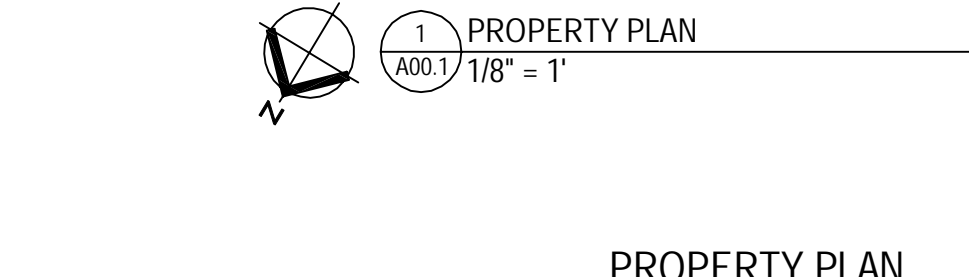 1 PROPERTY PLAN
A00.1 1/8" = 1'
N
PROPERTY PLAN